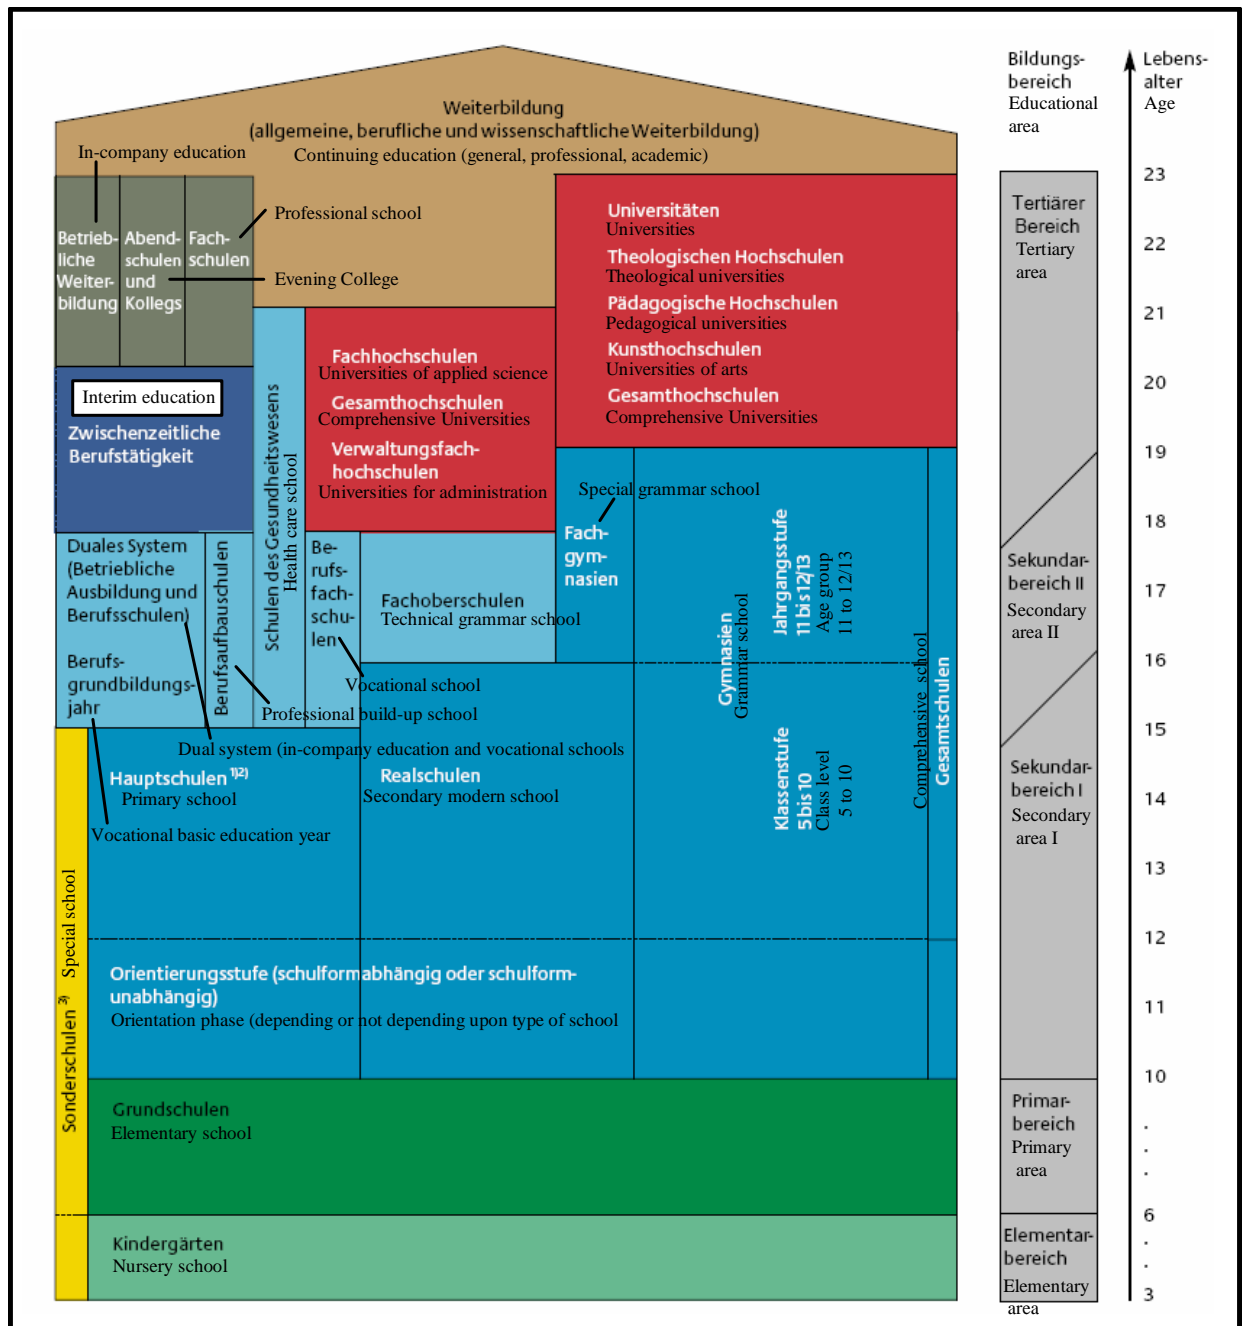 Bildungs-
bereich
Educational
area
Lebens-
alter
Age
Weiterbildung
(allgemeine, berufliche und wissenschaftliche Weiterbildung)
Continuing education (general, professional, academic)
In-company education
Professional school
Betrieb-
liche
Weiter-
bildung
Abend-
schulen
und
Kollegs
Fach-
schulen
Evening College
Universitäten
Universities
Theologischen Hochschulen
Theological universities
Pädagogische Hochschulen
Pedagogical universities
Kunsthochschulen
Universities of arts
Gesamthochschulen
Comprehensive Universities
Fachhochschulen
Universities of applied science
Gesamthochschulen
Comprehensive Universities
Verwaltungsfach-
hochschulen
Universities for administration
Interim education
Zwischenzeitliche
Berufstätigkeit
Schulen des Gesundheitswesens
Health care school
Special grammar school
Fach-
gym-
nasien
Duales System
(Betriebliche
Ausbildung und
Berufsschulen)
Berufs-
grundbildungs-
jahr
Berufsaufbauschulen
Be-
rufs-
fach-
schu-
len
Fachoberschulen
Technical grammar school
Jahrgangsstufe
11 bis 12/13
Age group
11 to 12/13
Gymnasien
Grammar school
Comprehensive school
Gesamtschulen
Vocational school
Professional build-up school
Dual system (in-company education and vocational schools
Hauptschulen 1)2)
Primary school
Realschulen
Secondary modern school
Klassenstufe
5 bis 10
Class level
5 to 10
Vocational basic education year
Sonderschulen 3)
Special school
Orientierungsstufe (schulformabhängig oder schulform-
unabhängig)
Orientation phase (depending or not depending upon type of school
Grundschulen
Elementary school
Kindergärten
Nursery school
Tertiärer
Bereich
Tertiary
area
Sekundar-
bereich II
Secondary
area II
Sekundar-
bereich I
Secondary
area I
Primar-
bereich
Primary
area
Elementar-
bereich
Elementary
area
23
22
21
20
19
18
17
16
15
14
13
12
11
10
.
.
.
6
.
.
3